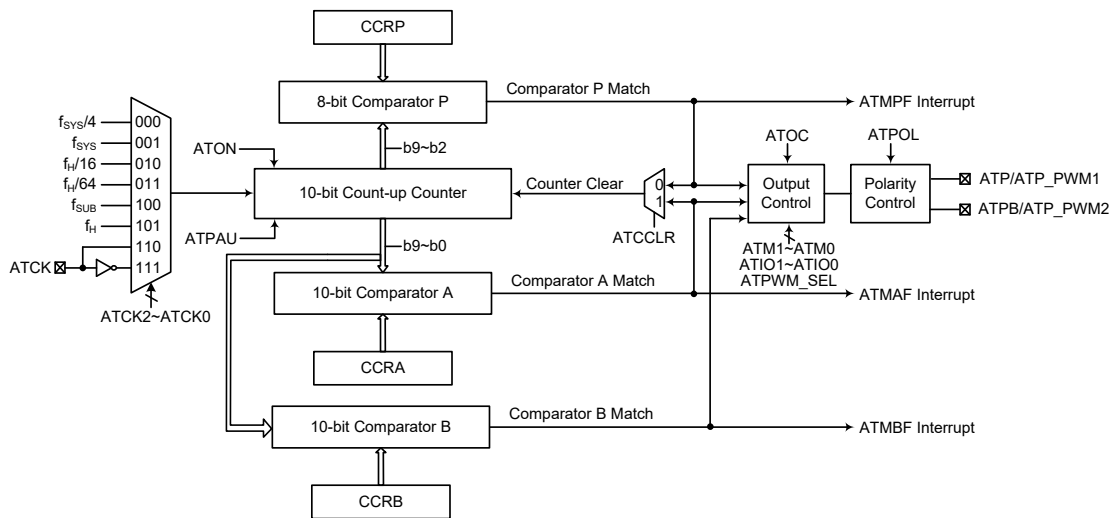 CCRP
8-bit Comparator P
Comparator P Match
ATMPF Interrupt
fSYS/4
000
fSYS
001
fH/16
010
fH/64
011
fSUB
100
fH
101
110
111
ATCK
ATCK2~ATCK0
ATON
b9~b2
10-bit Count-up Counter
ATPAU
b9~b0
Counter Clear
0
1
ATCCLR
ATOC
Output
Control
ATM1~ATM0
ATIO1~ATIO0
ATPWM_SEL
ATPOL
Polarity
Control
ATP/ATP_PWM1
ATPB/ATP_PWM2
10-bit Comparator A
Comparator A Match
ATMAF Interrupt
CCRA
10-bit Comparator B
Comparator B Match
ATMBF Interrupt
CCRB